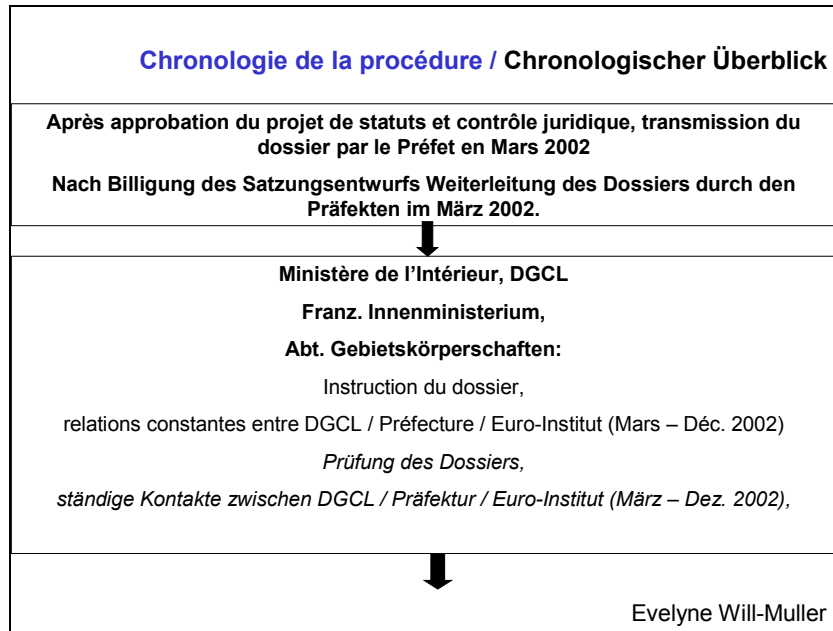 Chronologie de la procédure / Chronologischer Überblick
Après approbation du projet de statuts et contrôle juridique, transmission du
dossier par le Préfet en Mars 2002
Nach Billigung des Satzungsentwurfs Weiterleitung des Dossiers durch den
Präfekten im März 2002.
Ministère de l'Intérieur, DGCL
Franz. Innenministerium,
Abt. Gebietskörperschaften:
Instruction du dossier,
relations constantes entre DGCL / Préfecture / Euro-Institut (Mars – Déc. 2002)
Prüfung des Dossiers,
ständige Kontakte zwischen DGCL / Präfektur / Euro-Institut (März – Dez. 2002),
Evelyne Will-Muller